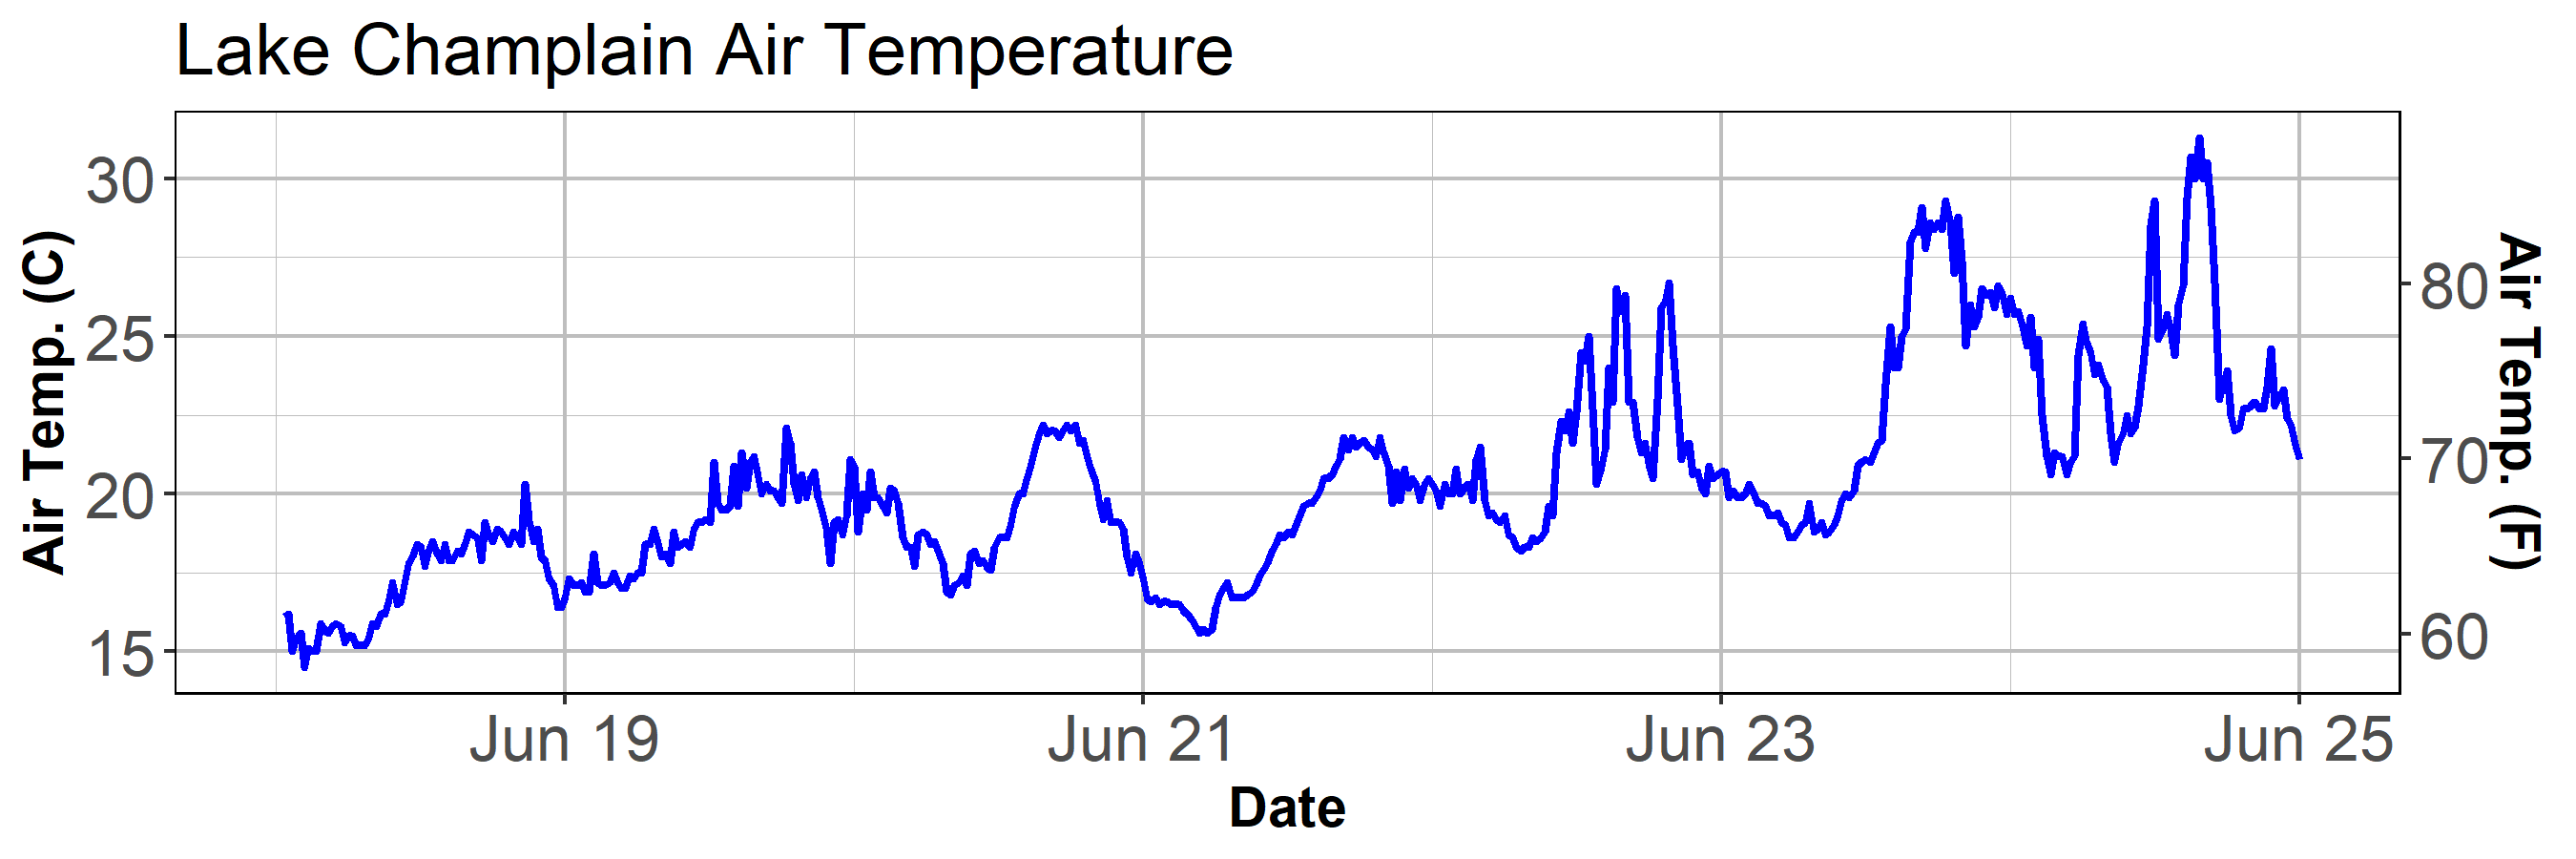 Lake Champlain Air Temperature
Air Temp. (C)
30
25
20
15
80
70
60
Air Temp. (F)
Jun 19
Jun 21
Jun 23
Jun 25
Date